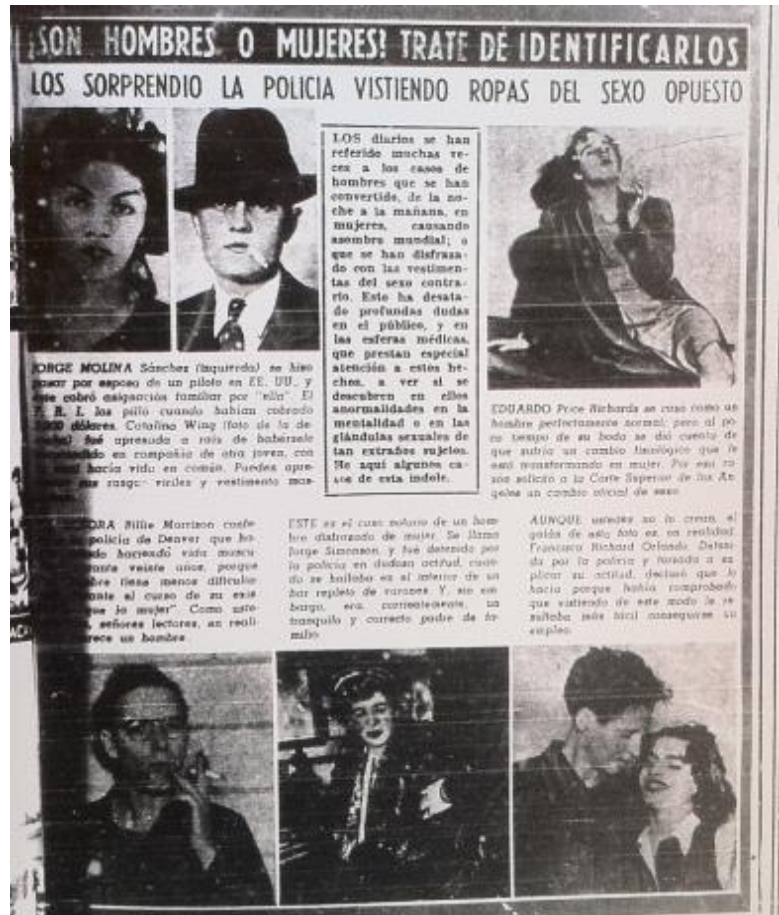 ¡SON HOMBRES O MUJERES! TRATE DE IDENTIFICARLOS
LOS SORPRENDIO LA POLICIA VISTIENDO ROPAS DEL SEXO OPUESTO
LOS diarios se han
referido muchas ve-
ces a los casos de
hombres que se han
convertido, de la no-
che a la mañana, en
mujeres, causando
asombro mundial; o
que se han disfraza-
do con las vestimen-
tas del sexo contra-
rio. Esto ha desata-
do profundas dudas
en el público, y en
las esferas médicas,
que prestan especial
atención a estos he-
chos, a ver si se
descubren en ellos
anormalidades en la
mentalidad o en las
glándulas sexuales de
tan extraños sujetos.
He aquí algunos ca-
sos de esta índole.
JORGE MOLINA Sánchez (izquierda) se hizo
pasar por esposa de un piloto en EE. UU., y
éste cobró asignación familiar por "ella". El
F. B. I. los pilló cuando habían cobrado
dólares. Catalina Wing (foto de la de-
fué apresada a raíz de habérsele
en compañía de otra joven, con
hacía vida en común. Pueden apre-
sus rasgos viriles y vestimenta mas-
EDUARDO Price Richards se casó como un
hombre perfectamente normal; pero al po-
co tiempo de su boda se dió cuenta de
que sufría un cambio fisiológico que le
está transformando en mujer. Por esa ra-
zón solicitó a la Corte Superior de Los An-
geles un cambio oficial de sexo.
Billie Morrison confe-
policía de Denver que ha-
haciendo vida mascu-
durante veinte años, porque
tiene menos dificulta-
el curso de su exis-
que la mujer". Como uste-
señores lectores, en reali-
parece un hombre.
ESTE es el caso notorio de un hom-
bre disfrazado de mujer. Se llama
Jorge Simonson, y fué detenido por
la policía en dudosa actitud, cuan-
do se hallaba en el interior de un
bar repleto de varones. Y, sin em-
bargo, era, corrientemente, un
tranquilo y correcto padre de fa-
milia.
AUNQUE ustedes no lo crean, el
galán de esta foto es, en realidad,
Francisca Richard Orlando. Deteni-
da por la policía y forzada a ex-
plicar su actitud, declaró que lo
hacía porque había comprobado
que vistiendo de este modo le re-
sultaba más fácil conseguirse su
empleo.